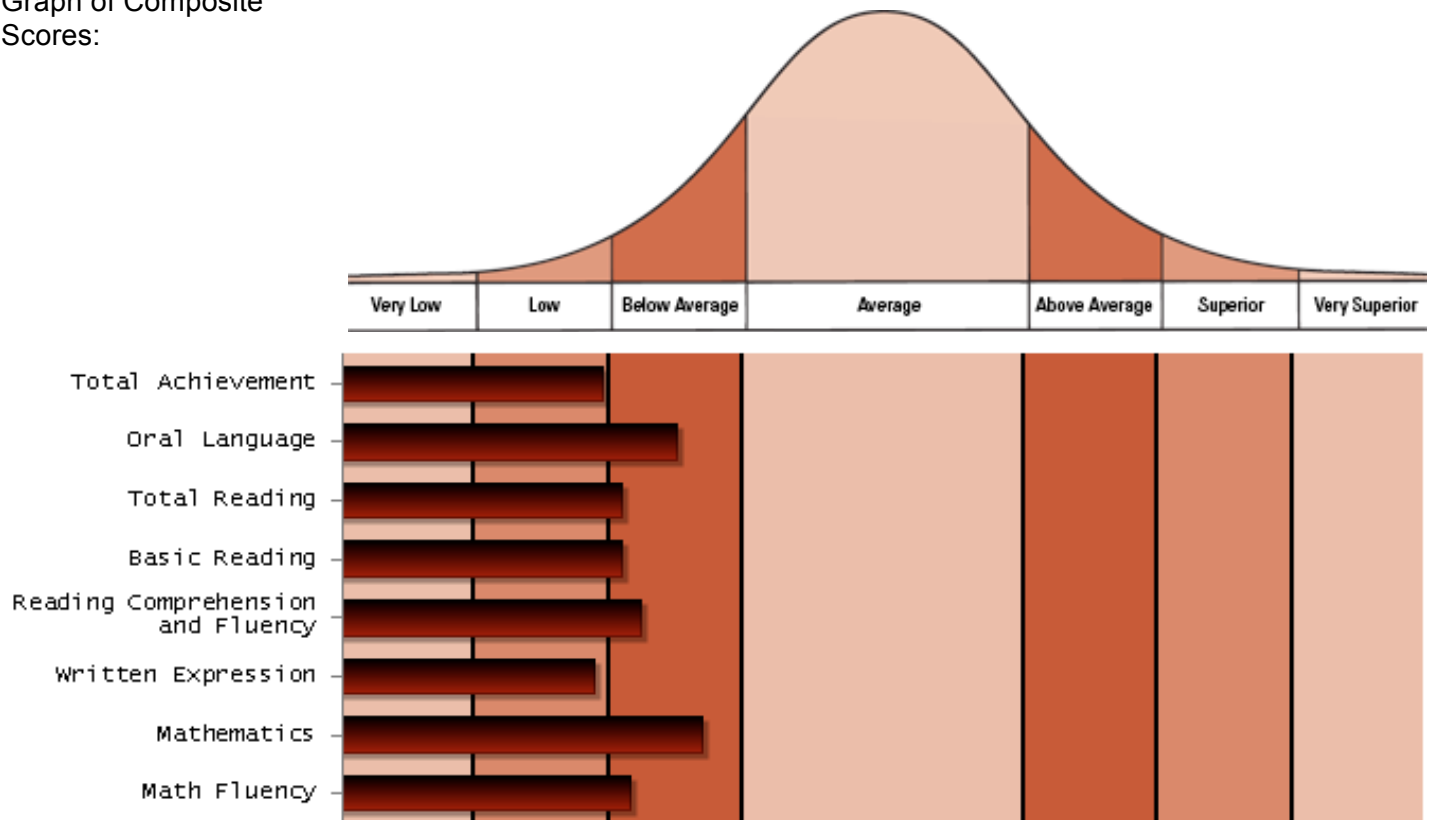 Graph of Composite
Scores:
Very Low Low Below Average Average Above Average Superior Very Superior
Total Achievement
Oral Language
Total Reading
Basic Reading
Reading Comprehension
and Fluency
Written Expression
Mathematics
Math Fluency